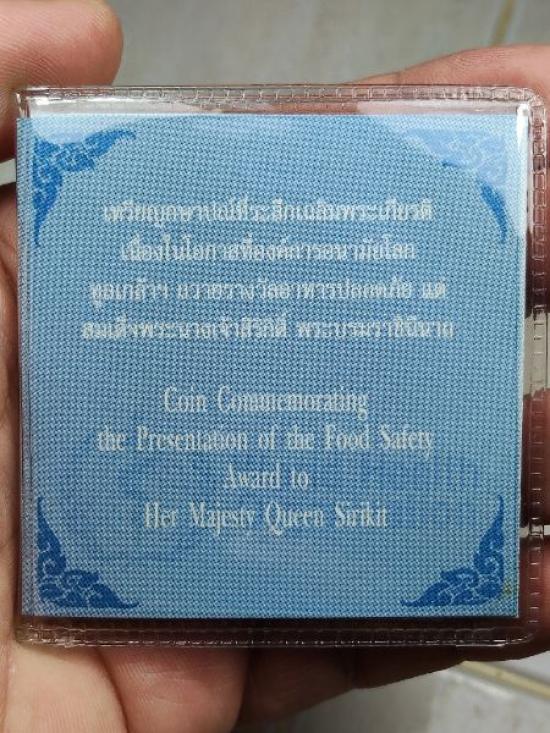 เหรียญกษาปณ์ที่ระลึกเฉลิมพระเกียรติ
เนื่องในโอกาสที่องค์การอนามัยโลก
ทูลเกล้าฯ ถวายรางวัลอาหารปลอดภัย แด่
สมเด็จพระนางเจ้าสิริกิติ์ พระบรมราชินีนาถ
Coin Commemorating
the Presentation of the Food Safety
Award to
Her Majesty Queen Sirikit